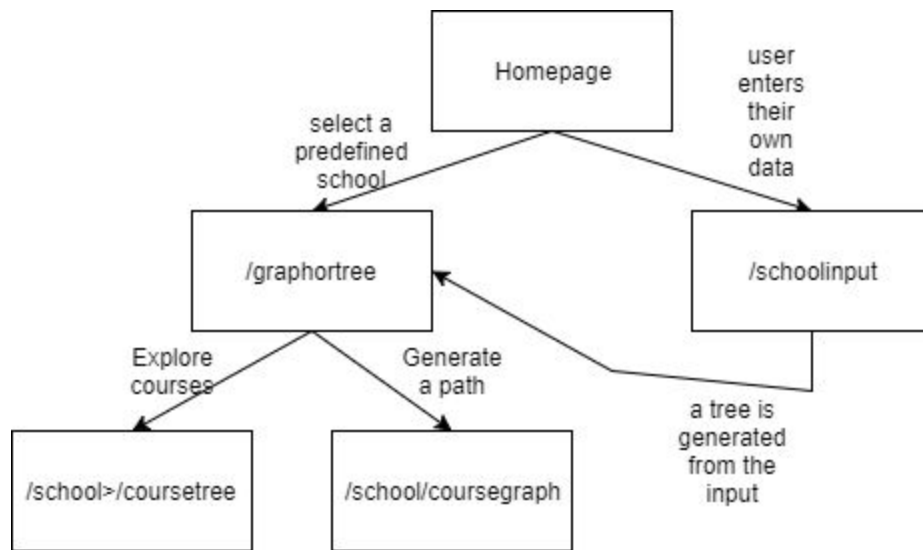 Homepage
user
enters
their
own
data
select a
predefined
school
/graphortree
/schoolinput
Explore
courses
Generate
a path
a tree is
generated
from the
input
/school>/coursetree
/school/coursegraph